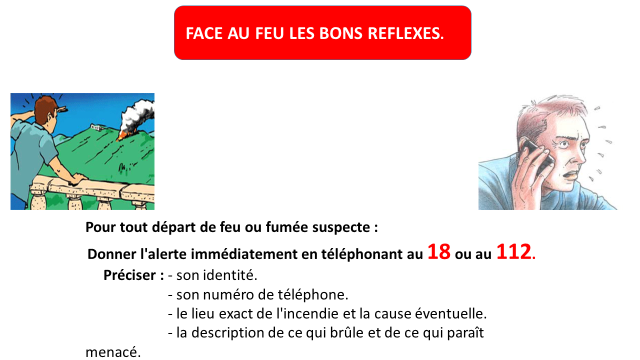 FACE AU FEU LES BONS REFLEXES.
Pour tout départ de feu ou fumée suspecte :
Donner l'alerte immédiatement en téléphonant au 18 ou au 112.
Préciser : - son identité.
- son numéro de téléphone.
- le lieu exact de l'incendie et la cause éventuelle.
- la description de ce qui brûle et de ce qui paraît
menacé.